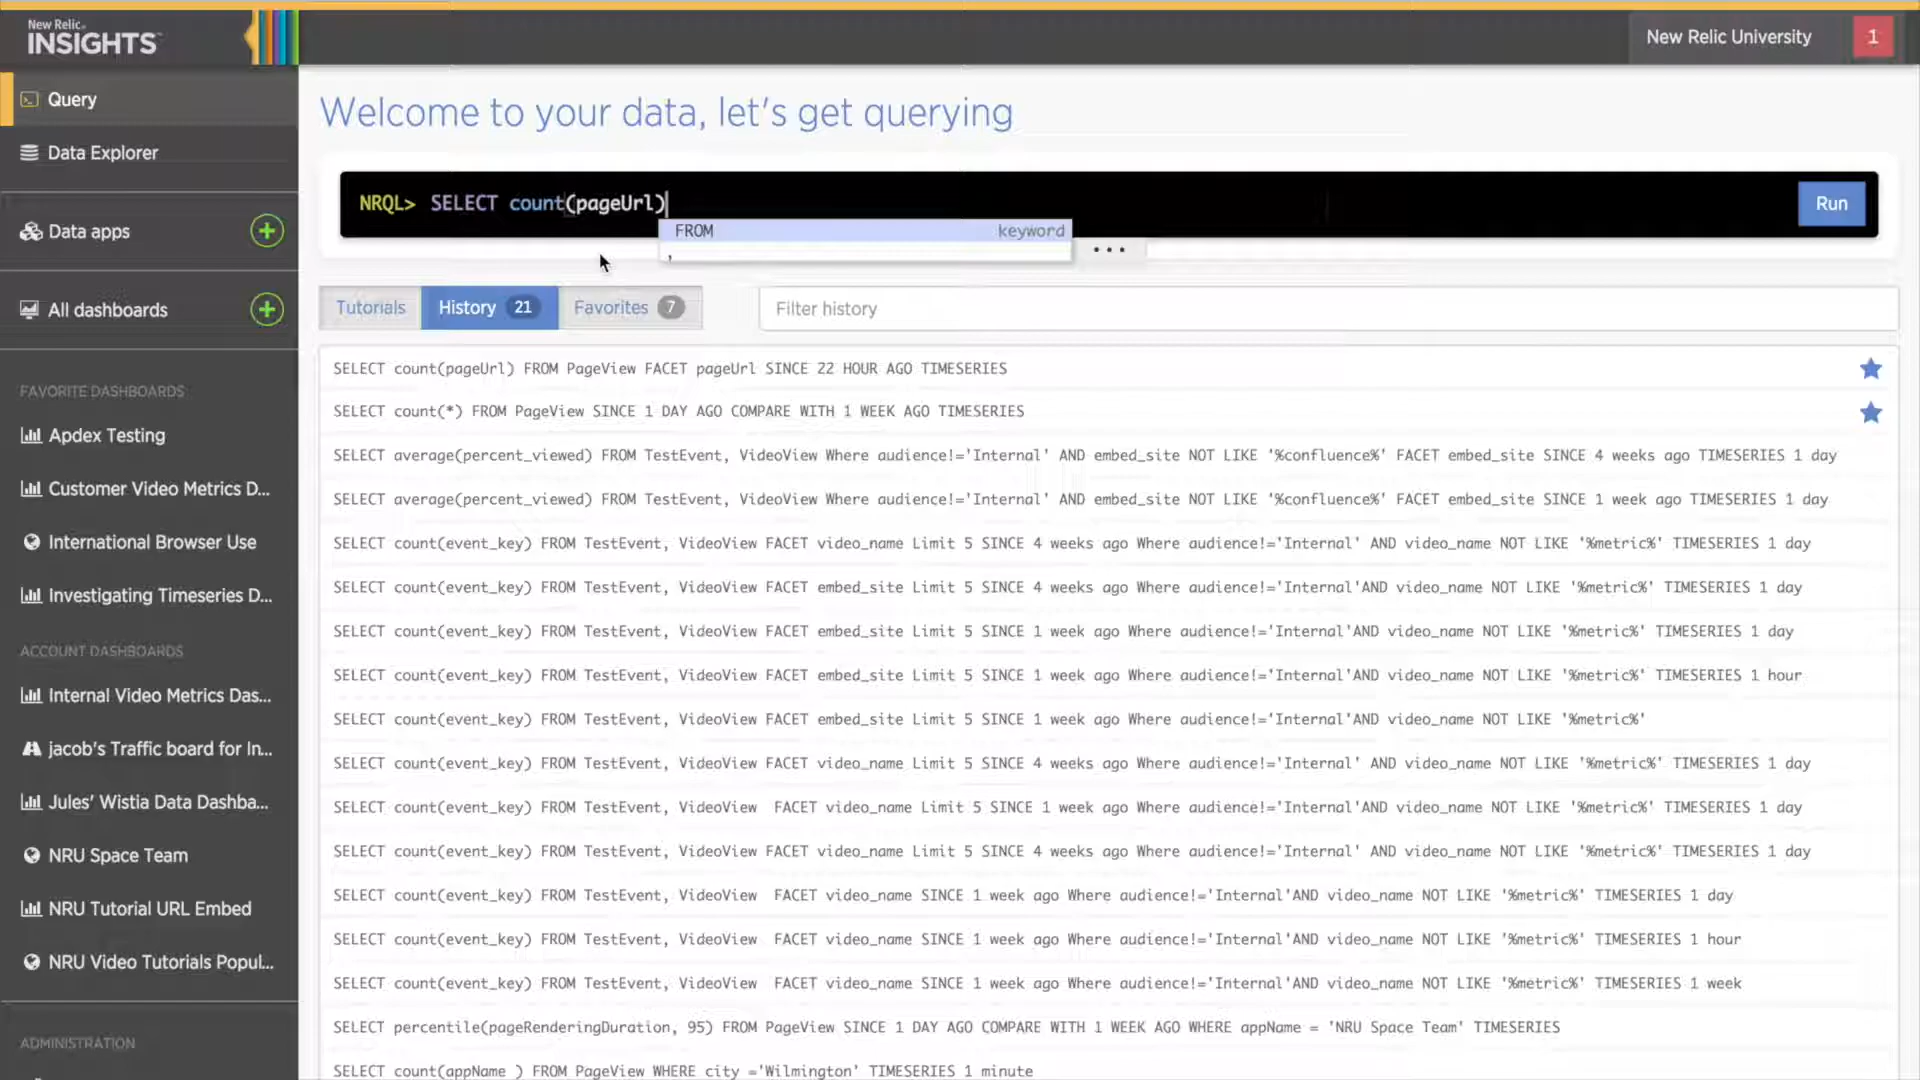 New Relic
INSIGHTS
New Relic University
1
Query
Data Explorer
Data apps
All dashboards
FAVORITE DASHBOARDS
Apdex Testing
Customer Video Metrics D...
International Browser Use
Investigating Timeseries D...
ACCOUNT DASHBOARDS
Internal Video Metrics Das...
jacob's Traffic board for In...
Jules' Wistia Data Dashba...
NRU Space Team
NRU Tutorial URL Embed
NRU Video Tutorials Popul...
ADMINISTRATION
Welcome to your data, let's get querying
NRQL> SELECT count(pageUrl)
Run
FROM keyword
,
Tutorials History 21 Favorites 7 Filter history
SELECT count(pageUrl) FROM PageView FACET pageUrl SINCE 22 HOUR AGO TIMESERIES
SELECT count(*) FROM PageView SINCE 1 DAY AGO COMPARE WITH 1 WEEK AGO TIMESERIES
SELECT average(percent_viewed) FROM TestEvent, VideoView Where audience!='Internal' AND embed_site NOT LIKE '%confluence%' FACET embed_site SINCE 4 weeks ago TIMESERIES 1 day
SELECT average(percent_viewed) FROM TestEvent, VideoView Where audience!='Internal' AND embed_site NOT LIKE '%confluence%' FACET embed_site SINCE 1 week ago TIMESERIES 1 day
SELECT count(event_key) FROM TestEvent, VideoView FACET video_name Limit 5 SINCE 4 weeks ago Where audience!='Internal' AND video_name NOT LIKE '%metric%' TIMESERIES 1 day
SELECT count(event_key) FROM TestEvent, VideoView FACET embed_site Limit 5 SINCE 4 weeks ago Where audience!='Internal'AND video_name NOT LIKE '%metric%' TIMESERIES 1 day
SELECT count(event_key) FROM TestEvent, VideoView FACET embed_site Limit 5 SINCE 1 week ago Where audience!='Internal'AND video_name NOT LIKE '%metric%' TIMESERIES 1 day
SELECT count(event_key) FROM TestEvent, VideoView FACET embed_site Limit 5 SINCE 1 week ago Where audience!='Internal'AND video_name NOT LIKE '%metric%' TIMESERIES 1 hour
SELECT count(event_key) FROM TestEvent, VideoView FACET embed_site Limit 5 SINCE 1 week ago Where audience!='Internal'AND video_name NOT LIKE '%metric%'
SELECT count(event_key) FROM TestEvent, VideoView FACET video_name Limit 5 SINCE 4 weeks ago Where audience!='Internal' AND video_name NOT LIKE '%metric%' TIMESERIES 1 day
SELECT count(event_key) FROM TestEvent, VideoView FACET video_name Limit 5 SINCE 1 week ago Where audience!='Internal'AND video_name NOT LIKE '%metric%' TIMESERIES 1 day
SELECT count(event_key) FROM TestEvent, VideoView FACET video_name Limit 5 SINCE 4 weeks ago Where audience!='Internal' AND video_name NOT LIKE '%metric%' TIMESERIES 1 day
SELECT count(event_key) FROM TestEvent, VideoView FACET video_name SINCE 1 week ago Where audience!='Internal'AND video_name NOT LIKE '%metric%' TIMESERIES 1 day
SELECT count(event_key) FROM TestEvent, VideoView FACET video_name SINCE 1 week ago Where audience!='Internal'AND video_name NOT LIKE '%metric%' TIMESERIES 1 hour
SELECT count(event_key) FROM TestEvent, VideoView FACET video_name SINCE 1 week ago Where audience!='Internal'AND video_name NOT LIKE '%metric%' TIMESERIES 1 week
SELECT percentile(pageRenderingDuration, 95) FROM PageView SINCE 1 DAY AGO COMPARE WITH 1 WEEK AGO WHERE appName = 'NRU Space Team' TIMESERIES
SELECT count(appName ) FROM PageView WHERE city ='Wilmington' TIMESERIES 1 minute